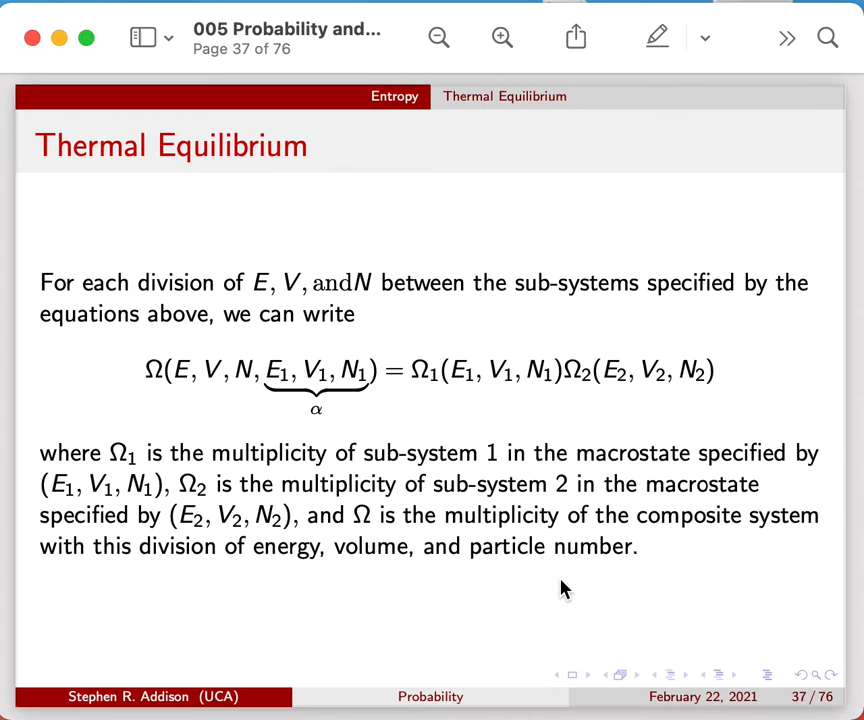 005 Probability and...
Page 37 of 76
Entropy Thermal Equilibrium
Thermal Equilibrium
For each division of E, V, andN between the sub-systems specified by the
equations above, we can write
Ω(E, V, N, E₁, V₁, N₁) = Ω₁(E₁, V₁, N₁)Ω₂(E₂, V₂, N₂)
α
where Ω₁ is the multiplicity of sub-system 1 in the macrostate specified by
(E₁, V₁, N₁), Ω₂ is the multiplicity of sub-system 2 in the macrostate
specified by (E₂, V₂, N₂), and Ω is the multiplicity of the composite system
with this division of energy, volume, and particle number.
Stephen R. Addison (UCA) Probability February 22, 2021 37 / 76